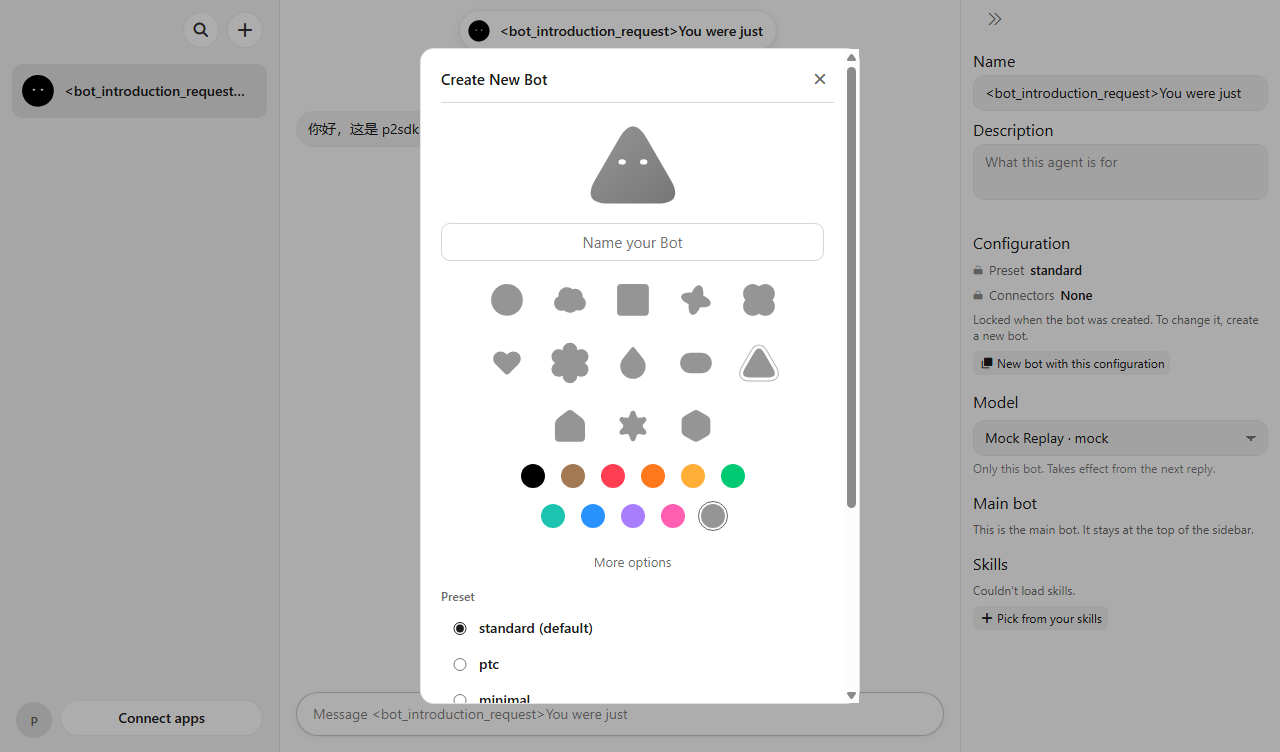 <bot_introduction_request>You were just
<bot_introduction_request...
你好，这是 p2sdk
P
Connect apps
Message <bot_introduction_request>You were just
Create New Bot
Name your Bot
More options
Preset
standard (default)
ptc
minimal
Name
<bot_introduction_request>You were just
Description
What this agent is for
Configuration
Preset standard
Connectors None
Locked when the bot was created. To change it, create
a new bot.
New bot with this configuration
Model
Mock Replay · mock
Only this bot. Takes effect from the next reply.
Main bot
This is the main bot. It stays at the top of the sidebar.
Skills
Couldn't load skills.
Pick from your skills